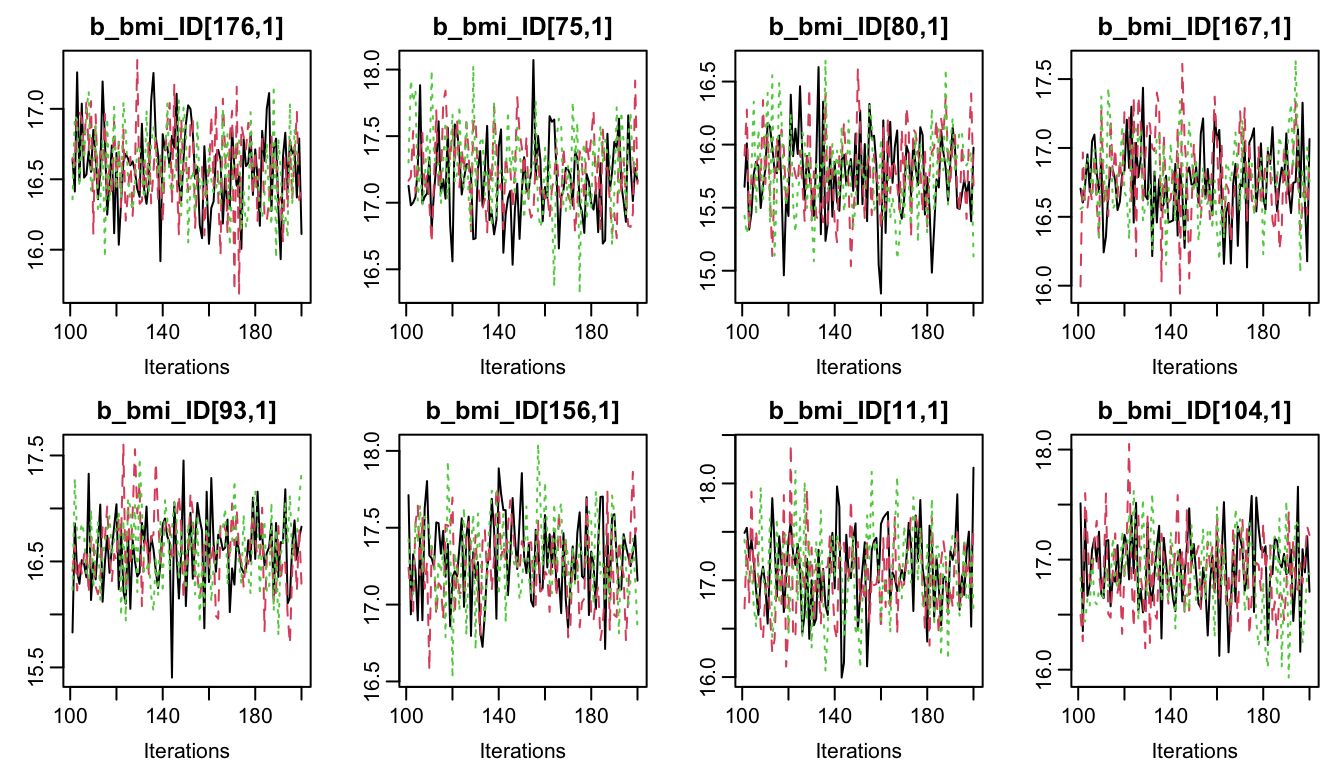 b_bmi_ID[176,1] b_bmi_ID[75,1] b_bmi_ID[80,1] b_bmi_ID[167,1]
16.0 16.5 17.0
16.5 17.0 17.5 18.0
15.0 15.5 16.0 16.5
16.0 16.5 17.0 17.5
100 140 180 100 140 180 100 140 180 100 140 180
Iterations Iterations Iterations Iterations
b_bmi_ID[93,1] b_bmi_ID[156,1] b_bmi_ID[11,1] b_bmi_ID[104,1]
15.5 16.5 17.5
16.5 17.0 17.5 18.0
16.0 17.0 18.0
16.0 17.0 18.0
100 140 180 100 140 180 100 140 180 100 140 180
Iterations Iterations Iterations Iterations